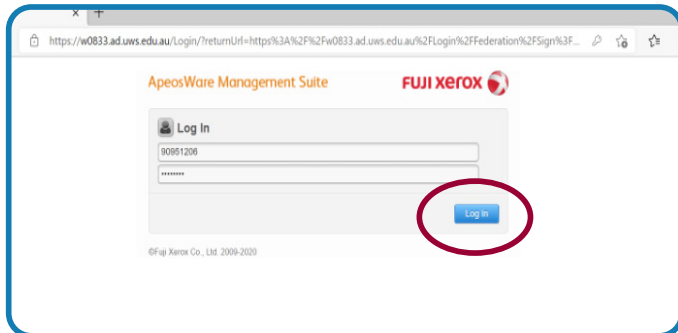 https://w0833.ad.uws.edu.au/Login/?returnUrl=https%3A%2F%2Fw0833.ad.uws.edu.au%2FLogin%2FFederation%2FSign%3F...
ApeosWare Management Suite
FUJI xerox
Log In
90951206
••••••••
Log In
©Fuji Xerox Co., Ltd. 2009-2020